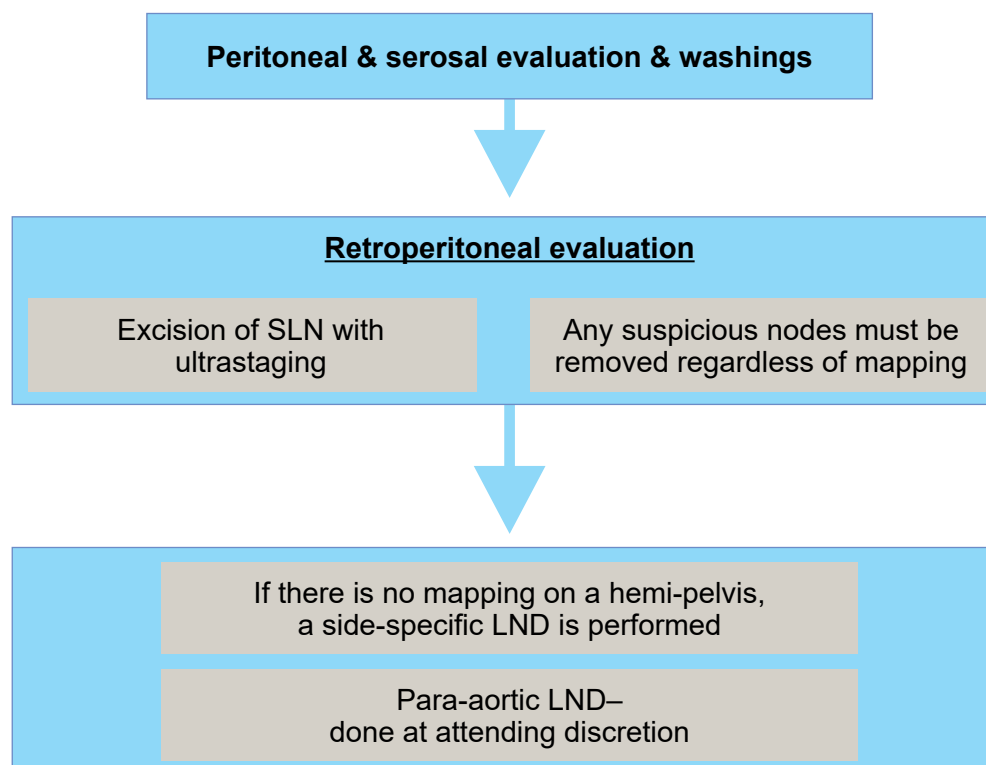 Peritoneal & serosal evaluation & washings
Retroperitoneal evaluation
Excision of SLN with
ultrastaging
Any suspicious nodes must be
removed regardless of mapping
If there is no mapping on a hemi-pelvis,
a side-specific LND is performed
Para-aortic LND–
done at attending discretion